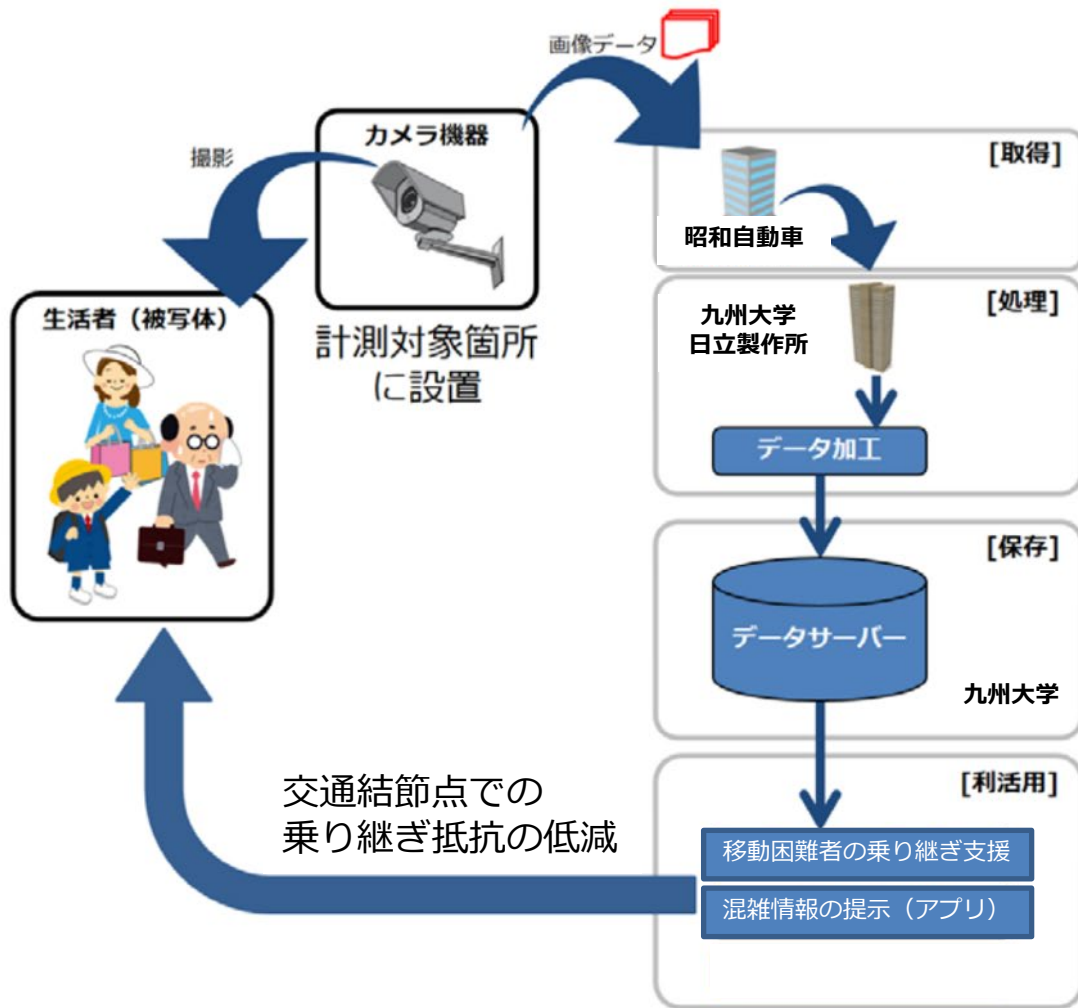 画像データ
カメラ機器
撮影
計測対象箇所
に設置
生活者（被写体）
[取得]
昭和自動車
[処理]
九州大学
日立製作所
データ加工
[保存]
データサーバー
九州大学
[利活用]
移動困難者の乗り継ぎ支援
混雑情報の提示（アプリ）
交通結節点での
乗り継ぎ抵抗の低減